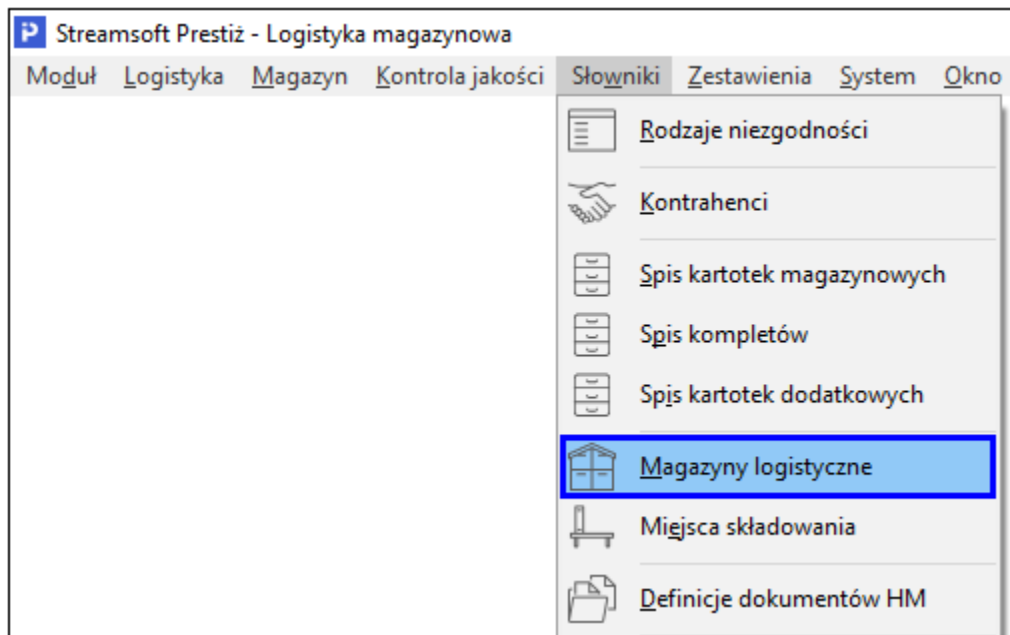 Streamsoft Prestiż - Logistyka magazynowa
Moduł Logistyka Magazyn Kontrola jakości Słowniki Zestawienia System Okno
Rodzaje niezgodności
Kontrahenci
Spis kartotek magazynowych
Spis kompletów
Spis kartotek dodatkowych
Magazyny logistyczne
Miejsca składowania
Definicje dokumentów HM